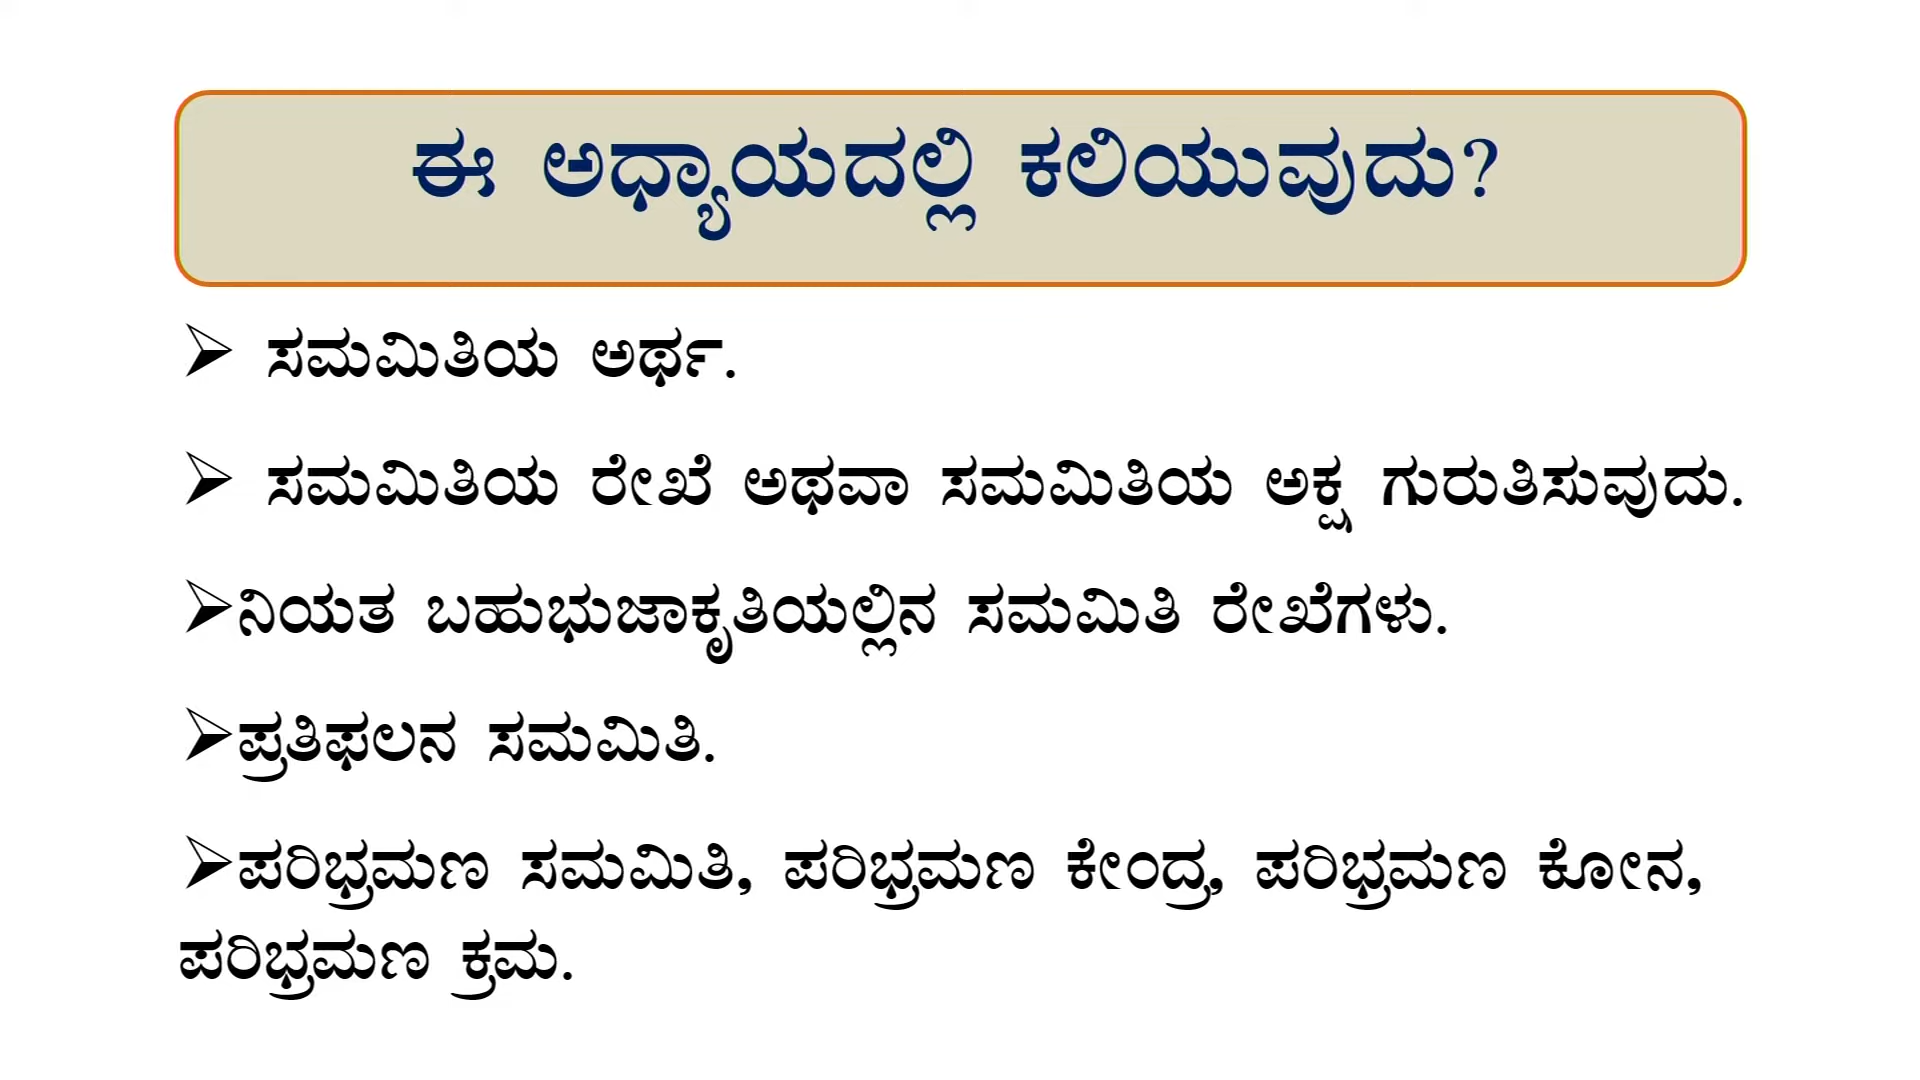 ಈ ಅಧ್ಯಾಯದಲ್ಲಿ ಕಲಿಯುವುದು?
➢ ಸಮಮಿತಿಯ ಅರ್ಥ.
➢ ಸಮಮಿತಿಯ ರೇಖೆ ಅಥವಾ ಸಮಮಿತಿಯ ಅಕ್ಷ ಗುರುತಿಸುವುದು.
➢ನಿಯತ ಬಹುಭುಜಾಕೃತಿಯಲ್ಲಿನ ಸಮಮಿತಿ ರೇಖೆಗಳು.
➢ಪ್ರತಿಫಲನ ಸಮಮಿತಿ.
➢ಪರಿಭ್ರಮಣ ಸಮಮಿತಿ, ಪರಿಭ್ರಮಣ ಕೇಂದ್ರ, ಪರಿಭ್ರಮಣ ಕೋನ,
ಪರಿಭ್ರಮಣ ಕ್ರಮ.